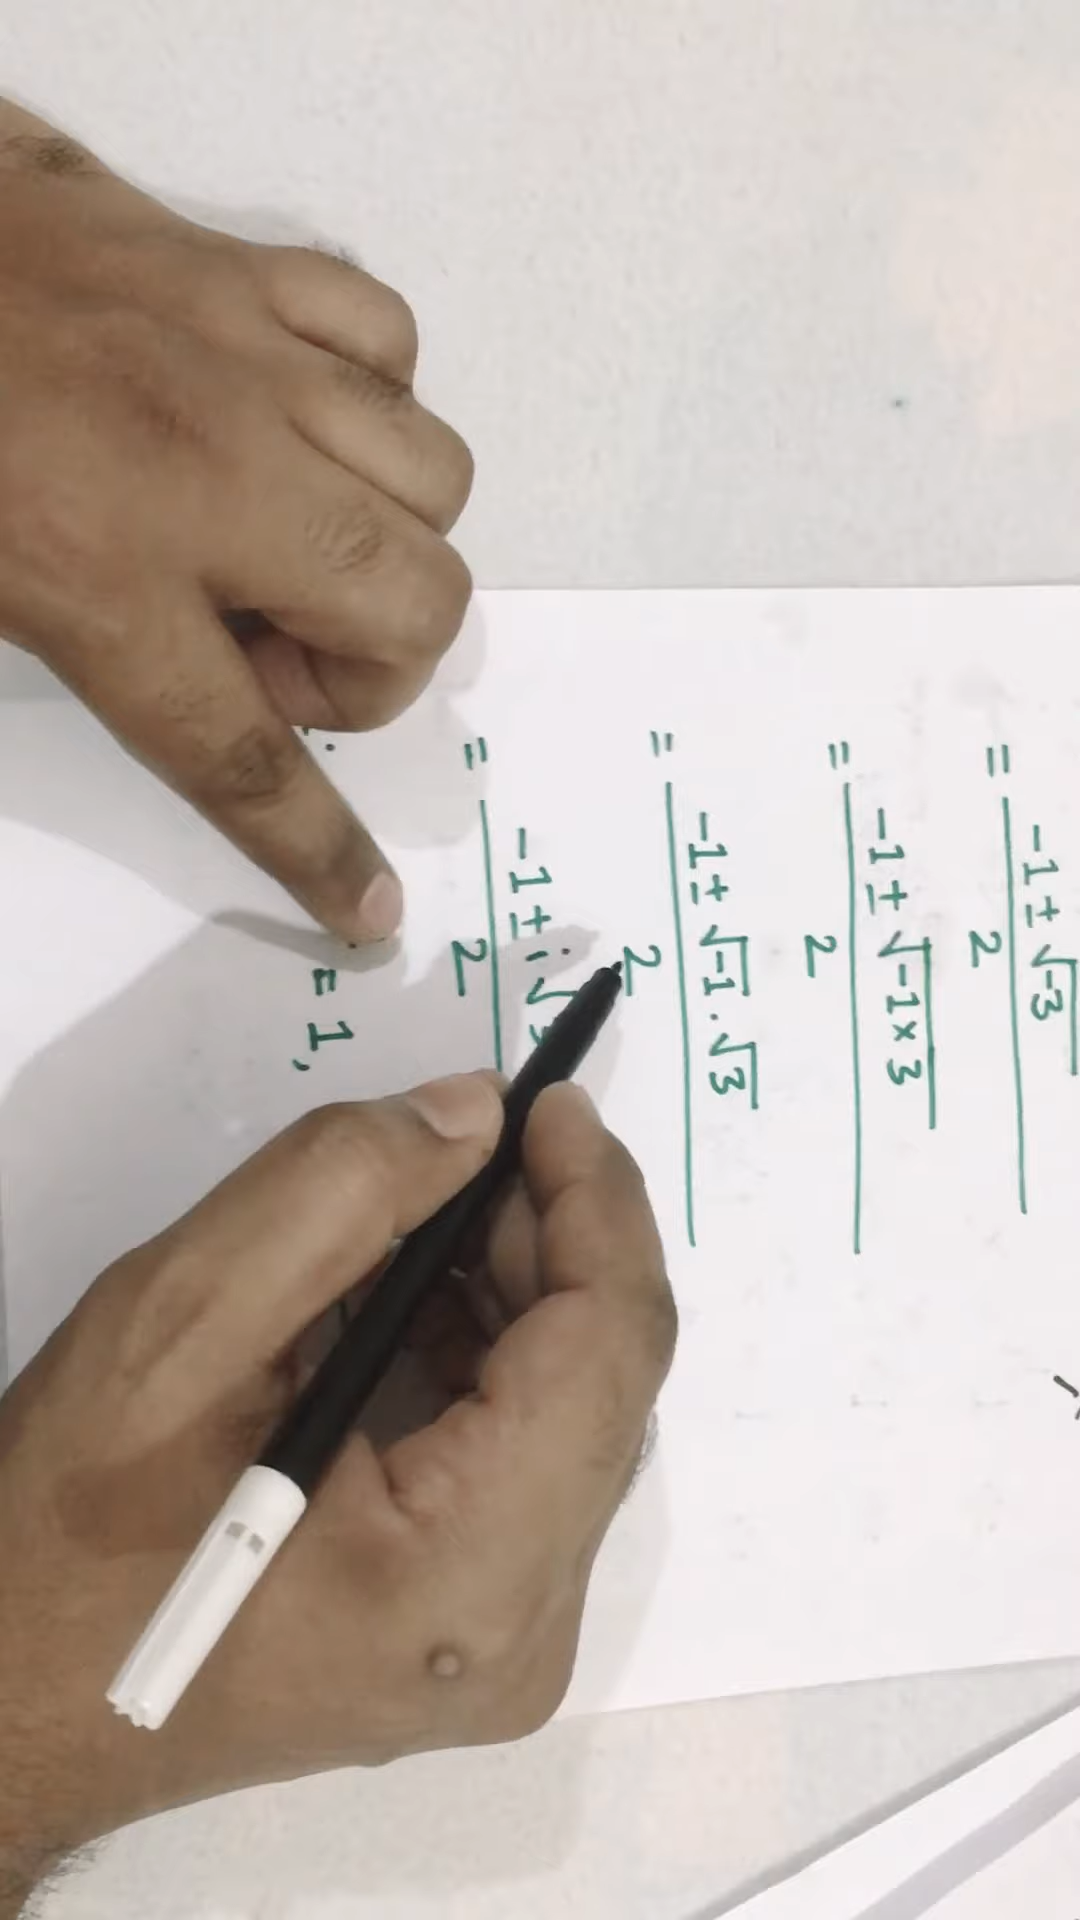 = -1 ± √-3 / 2
= -1 ± √-1 × 3 / 2
= -1 ± √-1 . √3 / 2
= -1 ± i √ / 2
= 1,